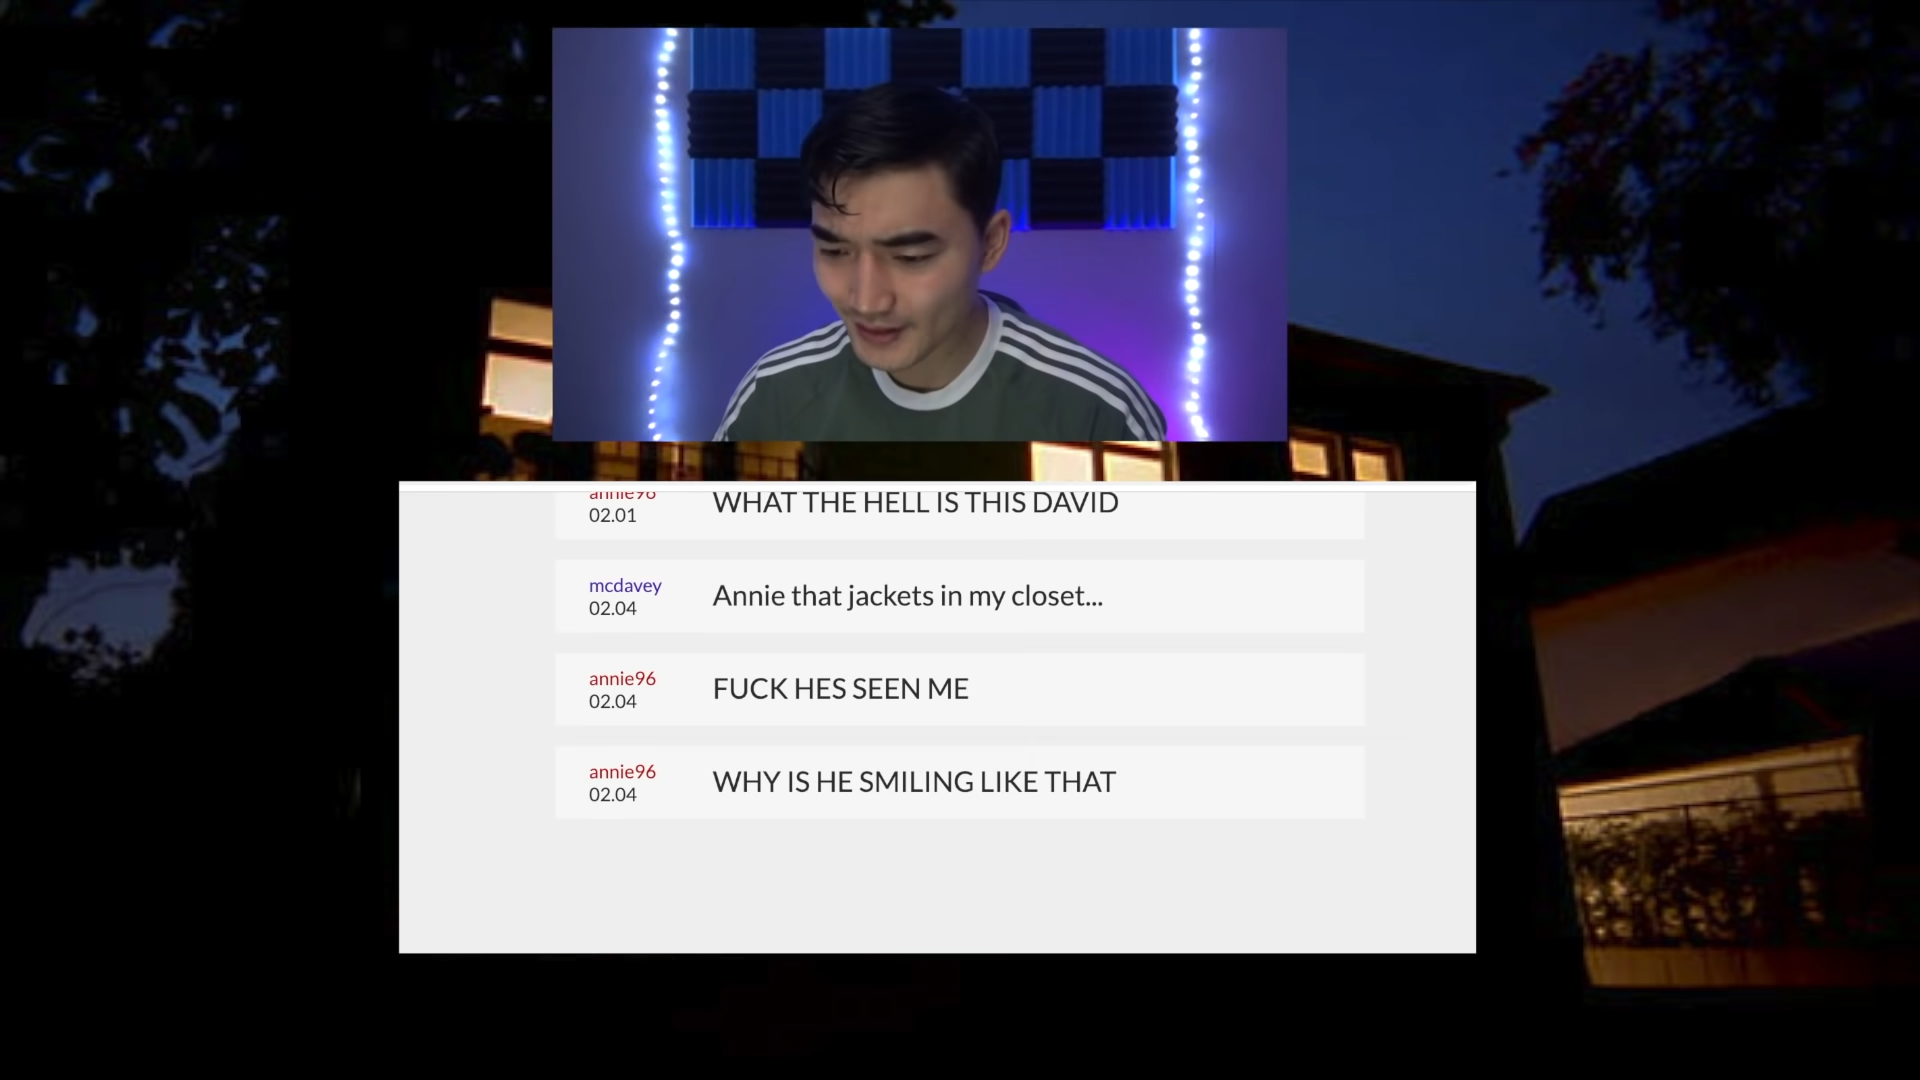 annie96
02.01
WHAT THE HELL IS THIS DAVID
mcdavey
02.04
Annie that jackets in my closet...
annie96
02.04
FUCK HES SEEN ME
annie96
02.04
WHY IS HE SMILING LIKE THAT